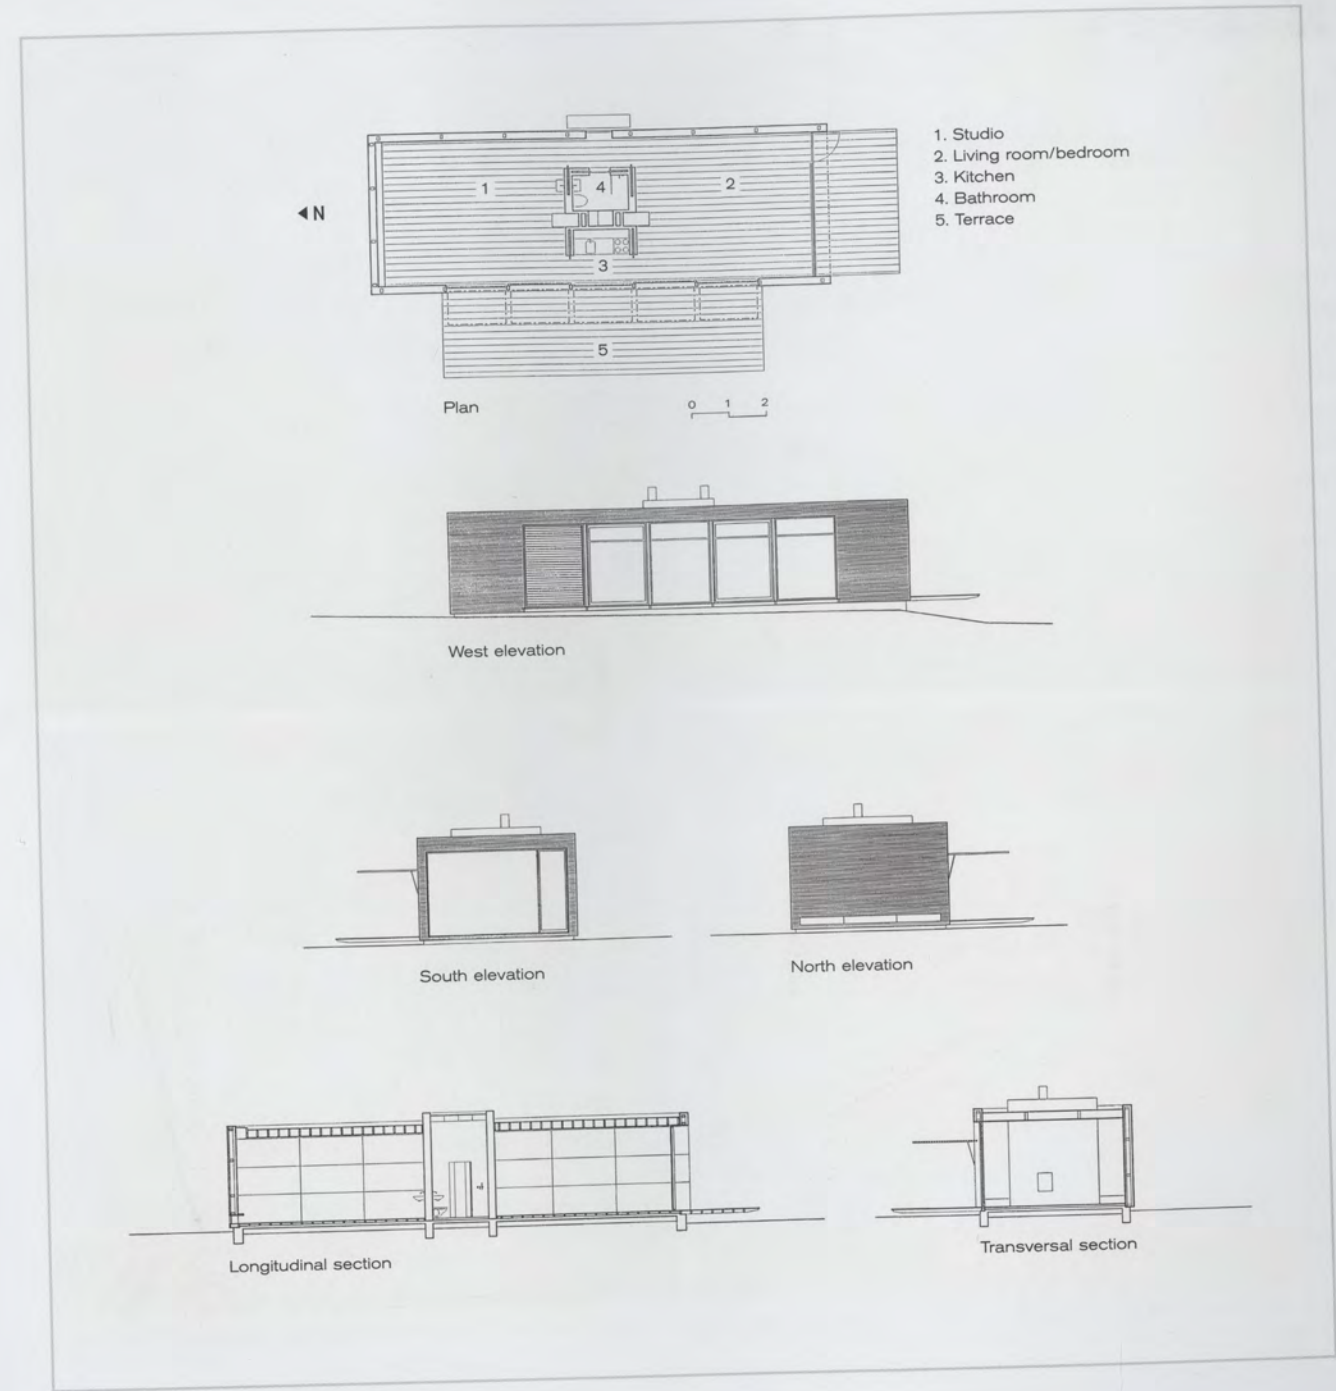 1. Studio
2. Living room/bedroom
3. Kitchen
4. Bathroom
5. Terrace
N
1
4
2
3
5
Plan
0 1 2
West elevation
South elevation
North elevation
Longitudinal section
Transversal section